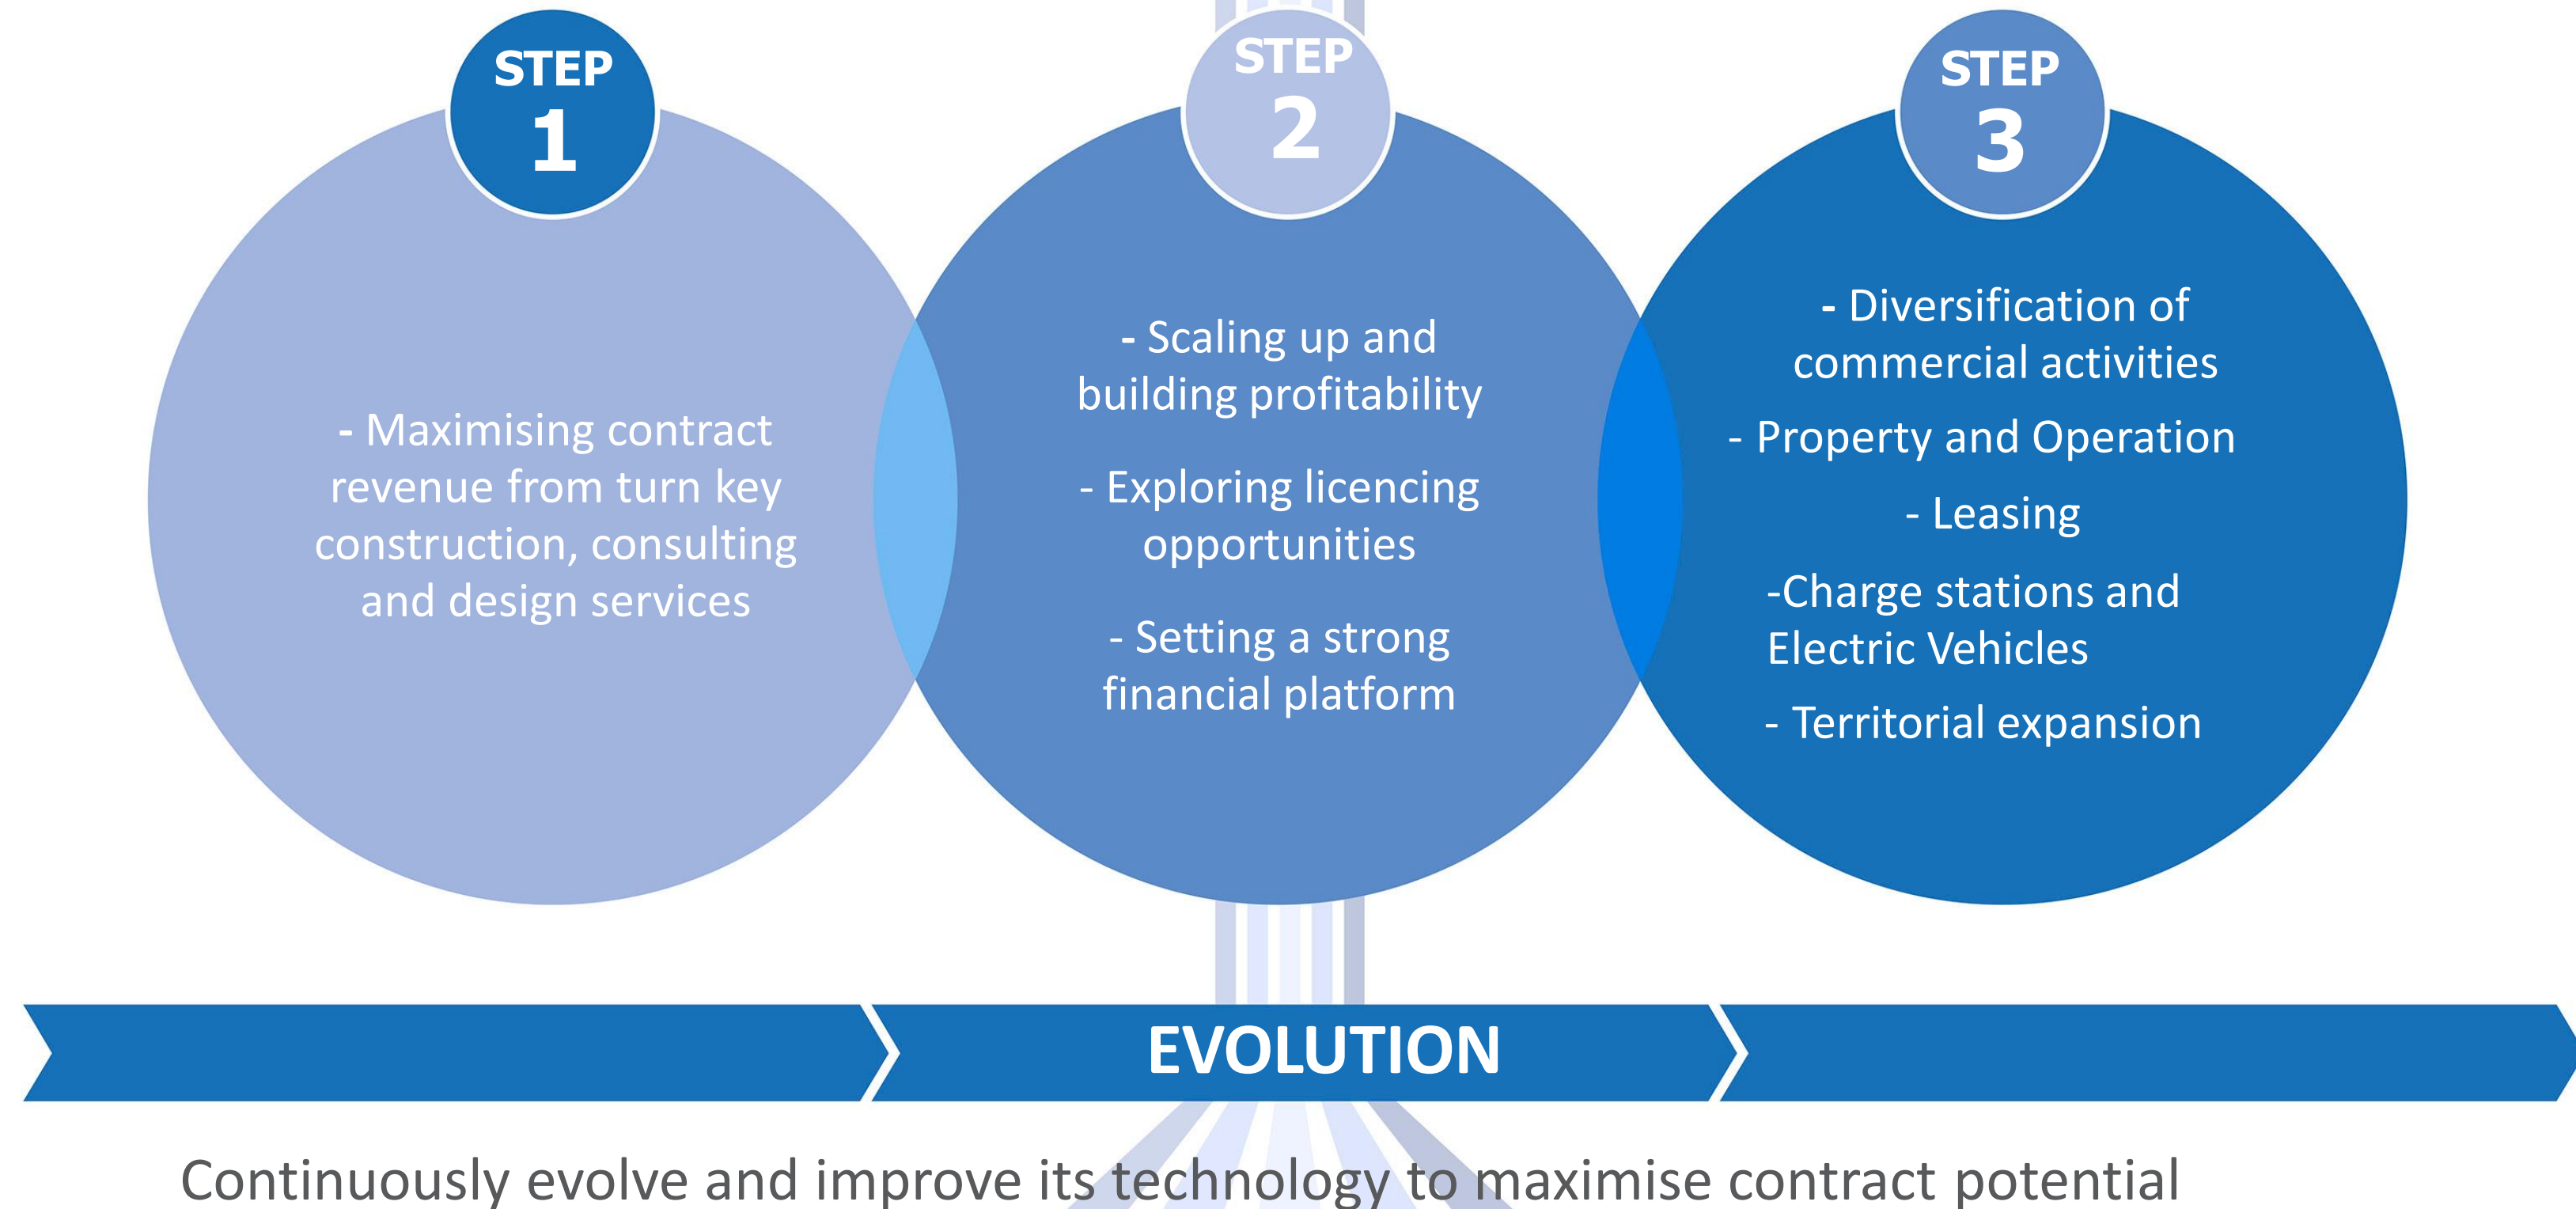 STEP
1
- Maximising contract
revenue from turn key
construction, consulting
and design services
STEP
2
- Scaling up and
building profitability
- Exploring licencing
opportunities
- Setting a strong
financial platform
STEP
3
- Diversification of
commercial activities
- Property and Operation
- Leasing
-Charge stations and
Electric Vehicles
- Territorial expansion
EVOLUTION
Continuously evolve and improve its technology to maximise contract potential